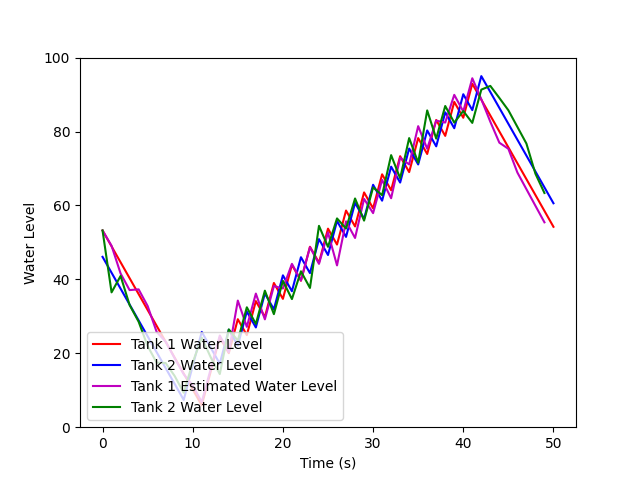 100
80
60
40
20
0
Water Level
Tank 1 Water Level
Tank 2 Water Level
Tank 1 Estimated Water Level
Tank 2 Water Level
0 10 20 30 40 50
Time (s)